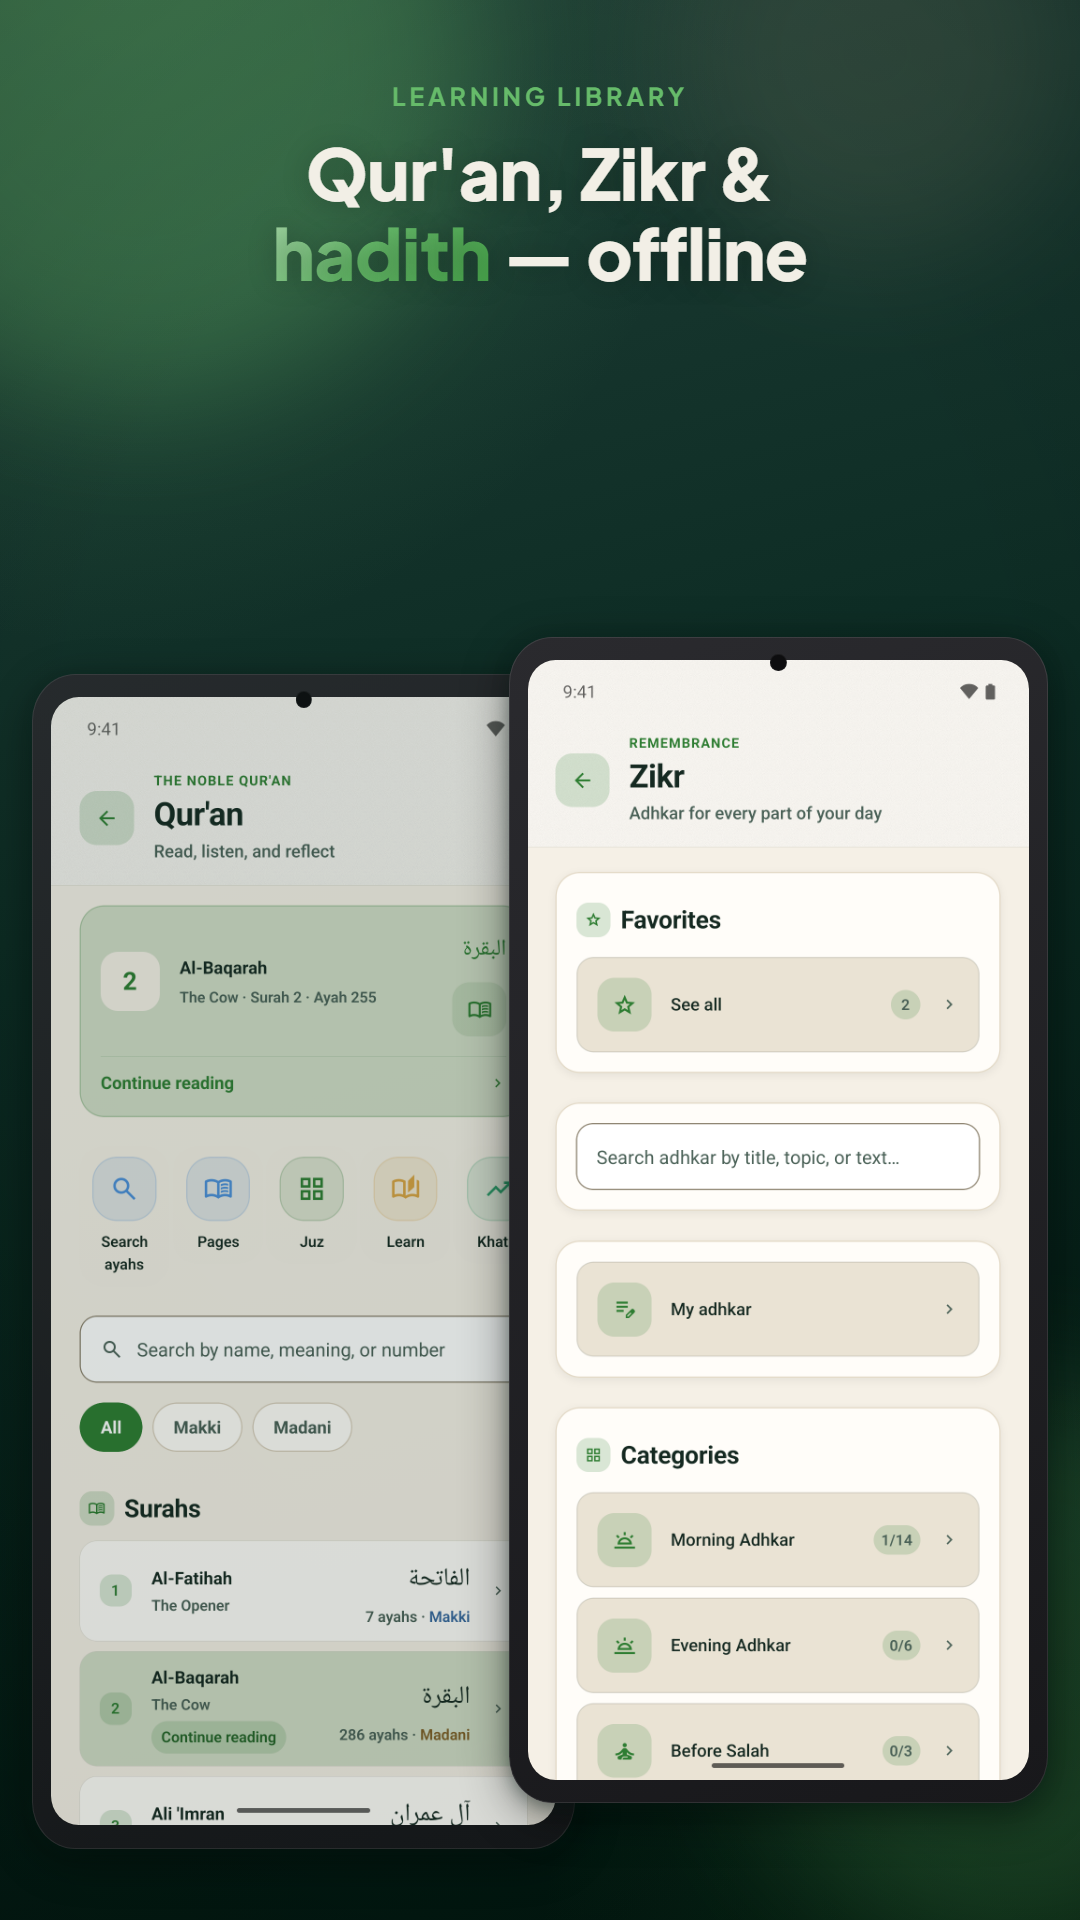 LEARNING LIBRARY
Qur'an, Zikr &
hadith — offline
9:41
THE NOBLE QUR'AN
Qur'an
Read, listen, and reflect
2
Al-Baqarah
The Cow · Surah 2 · Ayah 255
البقرة
Continue reading
Search
ayahs
Pages
Juz
Learn
Khat
Search by name, meaning, or number
All
Makki
Madani
Surahs
1
Al-Fatihah
The Opener
الفاتحة
7 ayahs · Makki
2
Al-Baqarah
The Cow
Continue reading
البقرة
286 ayahs · Madani
Ali 'Imran
آل عمران
9:41
REMEMBRANCE
Zikr
Adhkar for every part of your day
Favorites
See all
2
Search adhkar by title, topic, or text...
My adhkar
Categories
Morning Adhkar
1/14
Evening Adhkar
0/6
Before Salah
0/3